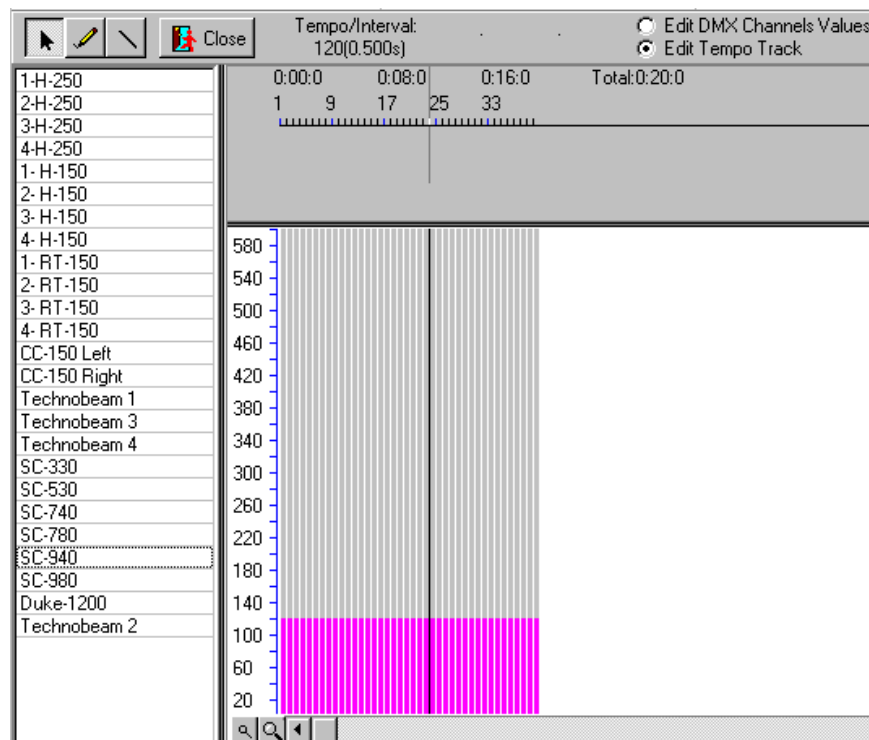 Close
Tempo/Interval:
120(0.500s)
Edit DMX Channels Values
Edit Tempo Track
1-H-250
2-H-250
3-H-250
4-H-250
1- H-150
2- H-150
3- H-150
4- H-150
1- RT-150
2- RT-150
3- RT-150
4- RT-150
CC-150 Left
CC-150 Right
Technobeam 1
Technobeam 3
Technobeam 4
SC-330
SC-530
SC-740
SC-780
SC-940
SC-980
Duke-1200
Technobeam 2
0:00:0 0:08:0 0:16:0 Total:0:20:0
1 9 17 25 33
580
540
500
460
420
380
340
300
260
220
180
140
100
60
20